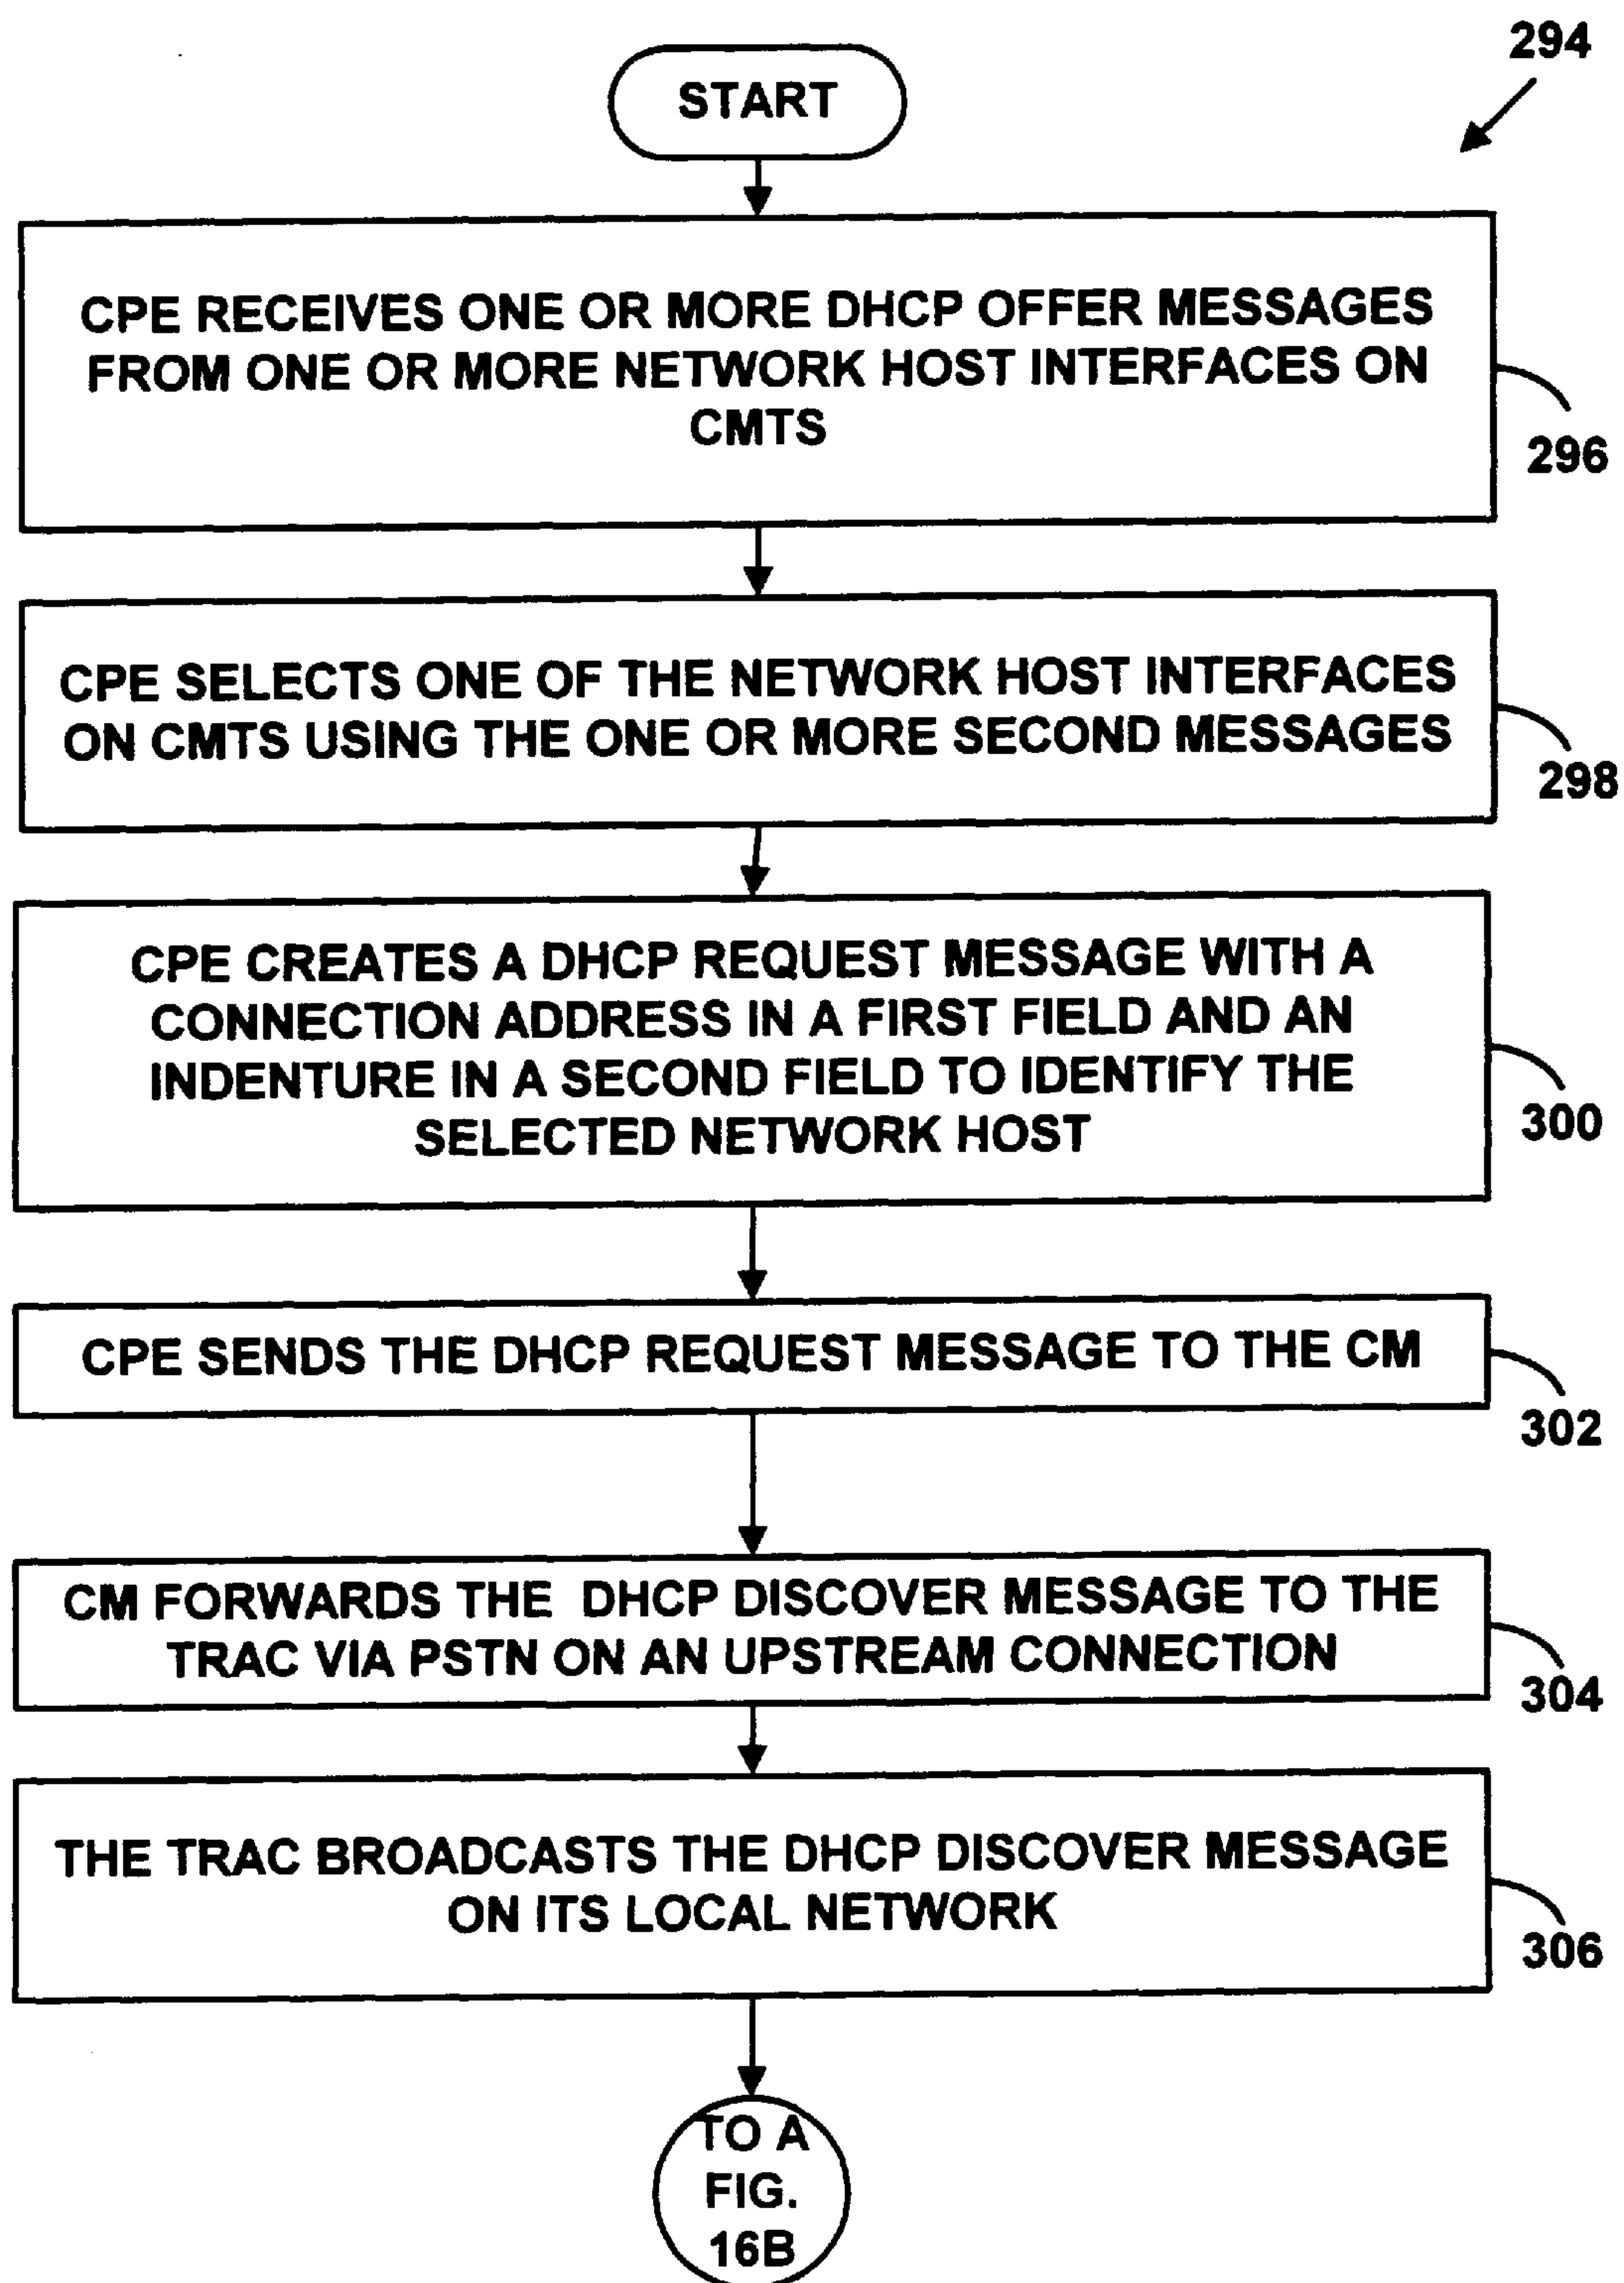 294
START
CPE RECEIVES ONE OR MORE DHCP OFFER MESSAGES
FROM ONE OR MORE NETWORK HOST INTERFACES ON
CMTS
296
CPE SELECTS ONE OF THE NETWORK HOST INTERFACES
ON CMTS USING THE ONE OR MORE SECOND MESSAGES
298
CPE CREATES A DHCP REQUEST MESSAGE WITH A
CONNECTION ADDRESS IN A FIRST FIELD AND AN
INDENTURE IN A SECOND FIELD TO IDENTIFY THE
SELECTED NETWORK HOST
300
CPE SENDS THE DHCP REQUEST MESSAGE TO THE CM
302
CM FORWARDS THE DHCP DISCOVER MESSAGE TO THE
TRAC VIA PSTN ON AN UPSTREAM CONNECTION
304
THE TRAC BROADCASTS THE DHCP DISCOVER MESSAGE
ON ITS LOCAL NETWORK
306
TO A
FIG.
16B